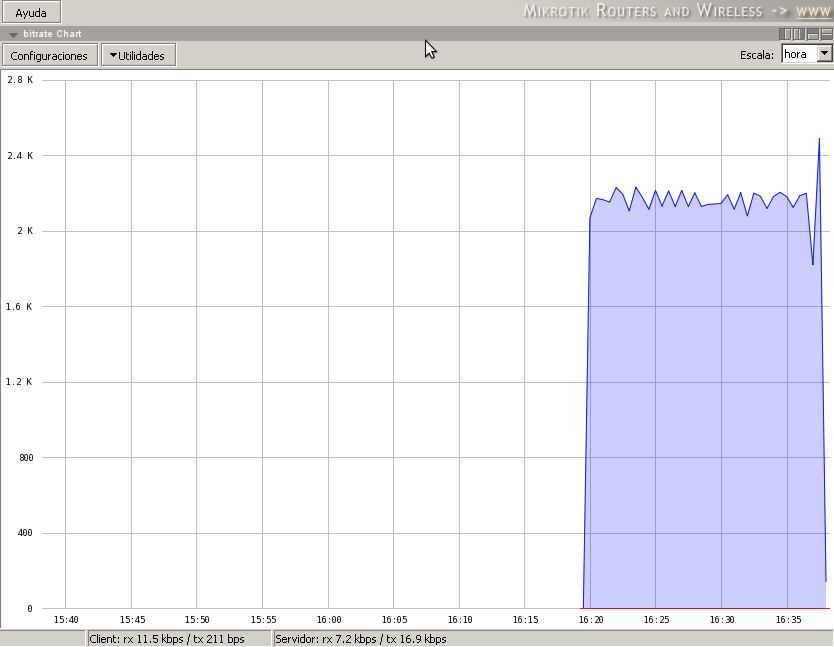 Ayuda
MIKROTIK ROUTERS AND WIRELESS -> WWW
bitrate Chart
Configuraciones
Utilidades
Escala: hora
2.8 K
2.4 K
2 K
1.6 K
1.2 K
800
400
0
15:40 15:45 15:50 15:55 16:00 16:05 16:10 16:15 16:20 16:25 16:30 16:35
Client: rx 11.5 kbps / tx 211 bps
Servidor: rx 7.2 kbps / tx 16.9 kbps